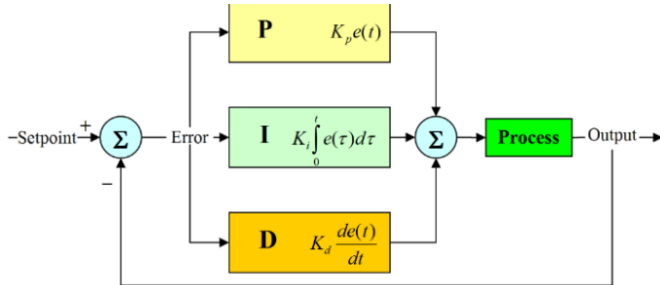 P K_p e(t)
–Setpoint + Σ Error I K_i ∫_0^t e(τ)dτ Σ Process Output
–
D K_d de(t)/dt